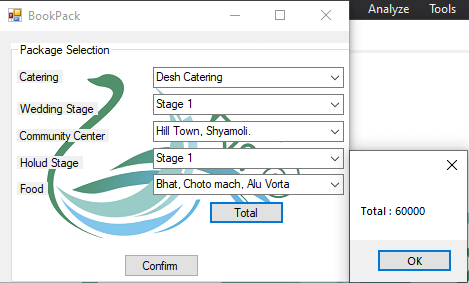 BookPack
Analyze Tools
Package Selection
Catering Desh Catering
Wedding Stage Stage 1
Community Center Hill Town, Shyamoli.
Holud Stage Stage 1
Food Bhat, Choto mach, Alu Vorta
Total
Confirm
Total : 60000
OK